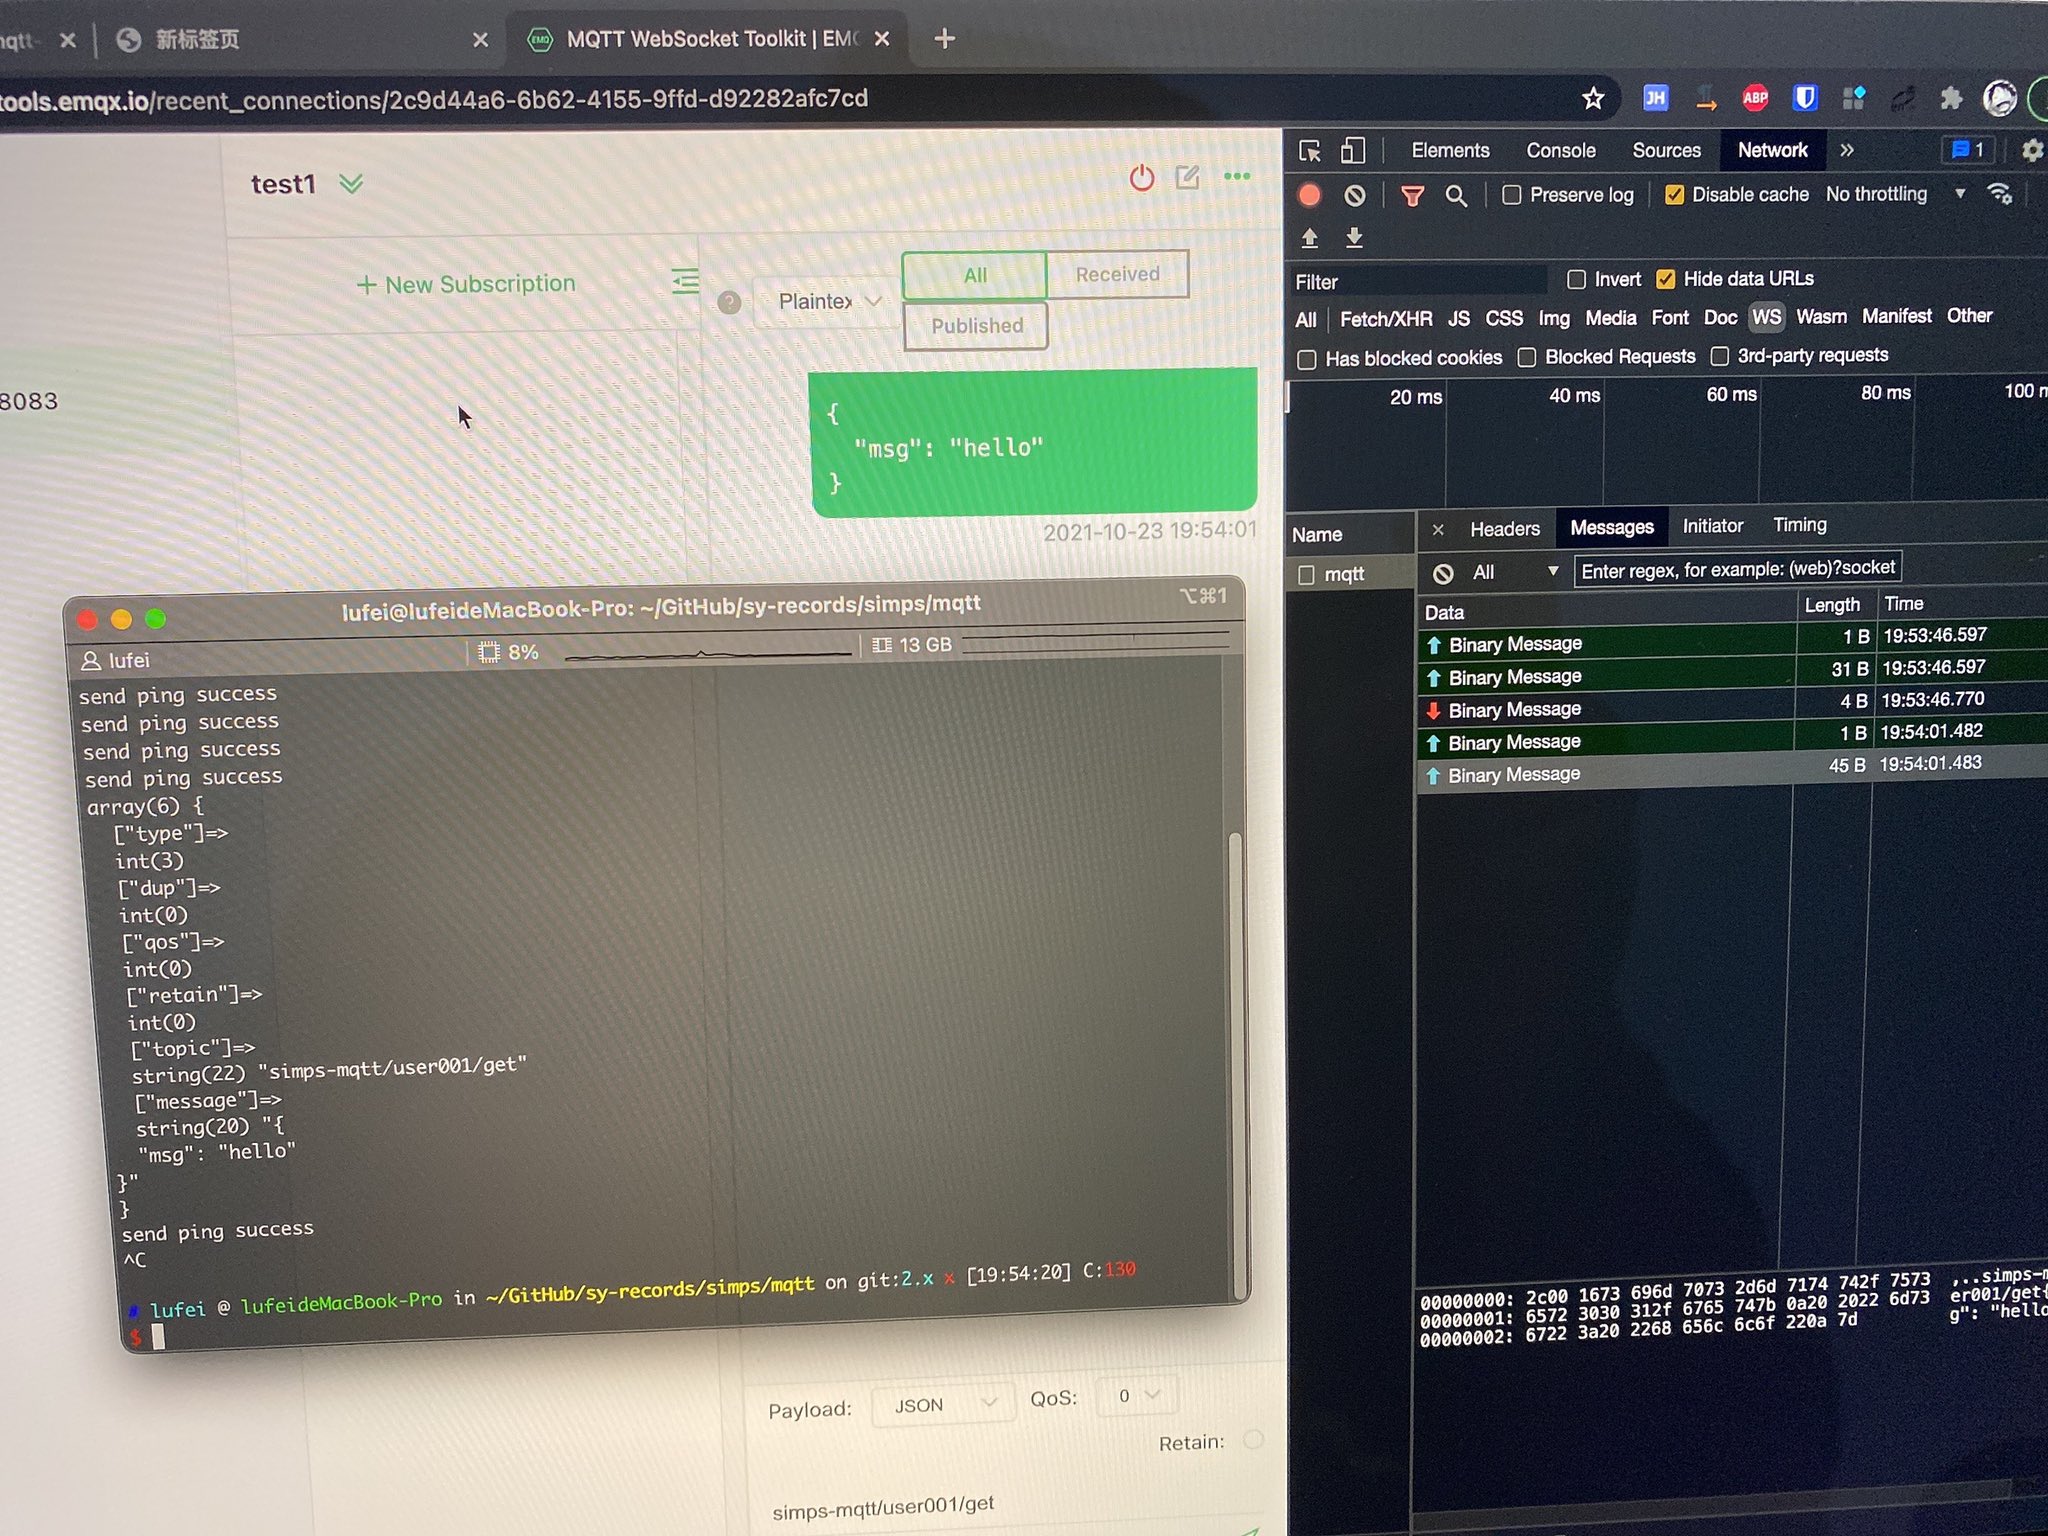 mqtt-
新标签页
MQTT WebSocket Toolkit | EM
tools.emqx.io/recent_connections/2c9d44a6-6b62-4155-9ffd-d92282afc7cd
JH
ABP
Elements Console Sources Network » 1
Preserve log Disable cache No throttling
Filter
Invert Hide data URLs
All Fetch/XHR JS CSS Img Media Font Doc WS Wasm Manifest Other
Has blocked cookies Blocked Requests 3rd-party requests
20 ms 40 ms 60 ms 80 ms 100 m
Name
mqtt
× Headers Messages Initiator Timing
All
Enter regex, for example: (web)?socket
Data Length Time
Binary Message 1 B 19:53:46.597
Binary Message 31 B 19:53:46.597
Binary Message 4 B 19:53:46.770
Binary Message 1 B 19:54:01.482
Binary Message 45 B 19:54:01.483
00000000: 2c00 1673 696d 7073 2d6d 7174 742f 7573 ,..simps-m
00000001: 6572 3030 312f 6765 747b 0a20 2022 6d73 er001/get{
00000002: 6722 3a20 2268 656c 6c6f 220a 7d g": "hello
8083
test1
+ New Subscription
?
Plaintex
All
Received
Published
{
"msg": "hello"
}
2021-10-23 19:54:01
lufei@lufeideMacBook-Pro: ~/GitHub/sy-records/simps/mqtt ⌥⌘1
lufei 8% 13 GB
send ping success
send ping success
send ping success
send ping success
array(6) {
["type"]=>
int(3)
["dup"]=>
int(0)
["qos"]=>
int(0)
["retain"]=>
int(0)
["topic"]=>
string(22) "simps-mqtt/user001/get"
["message"]=>
string(20) "{
"msg": "hello"
}"
}
send ping success
^C
# lufei @ lufeideMacBook-Pro in ~/GitHub/sy-records/simps/mqtt on git:2.x x [19:54:20] C:130
$
Payload: JSON QoS: 0
Retain:
simps-mqtt/user001/get